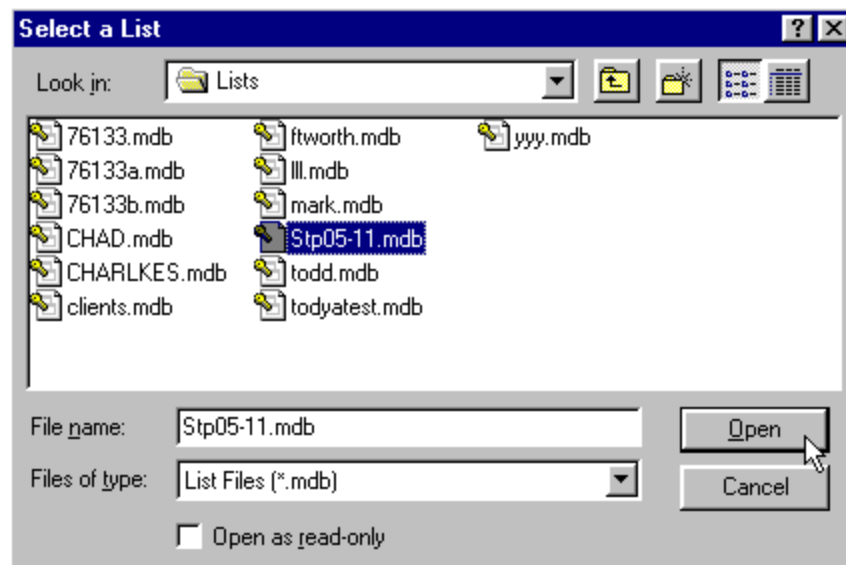 Select a List
Look in: Lists
76133.mdb ftworth.mdb yyy.mdb
76133a.mdb lll.mdb
76133b.mdb mark.mdb
CHAD.mdb Stp05-11.mdb
CHARLKES.mdb todd.mdb
clients.mdb todyatest.mdb
File name: Stp05-11.mdb Open
Files of type: List Files (*.mdb) Cancel
Open as read-only